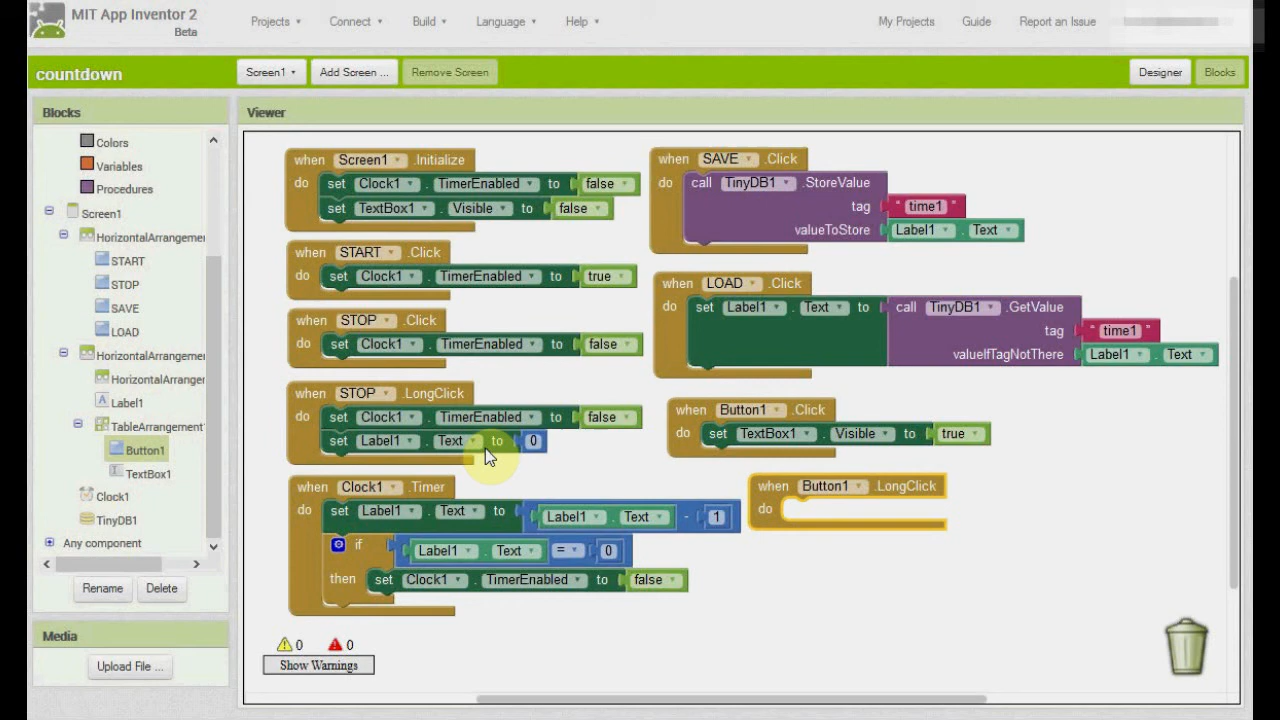 MIT App Inventor 2
Beta
Projects Connect Build Language Help My Projects Guide Report an Issue
countdown Screen1 Add Screen ... Remove Screen Designer Blocks
Blocks
Colors
Variables
Procedures
Screen1
HorizontalArrangeme
START
STOP
SAVE
LOAD
HorizontalArrangeme
HorizontalArranger
Label1
TableArrangement
Button1
TextBox1
Clock1
TinyDB1
Any component
Rename Delete
Media
Upload File ...
Viewer
when Screen1 .Initialize
do set Clock1 . TimerEnabled to false
set TextBox1 . Visible to false
when START .Click
do set Clock1 . TimerEnabled to true
when STOP .Click
do set Clock1 . TimerEnabled to false
when STOP .LongClick
do set Clock1 . TimerEnabled to false
set Label1 . Text to 0
when Clock1 .Timer
do set Label1 . Text to Label1 . Text - 1
if Label1 . Text = 0
then set Clock1 . TimerEnabled to false
when SAVE .Click
do call TinyDB1 .StoreValue
tag " time1 "
valueToStore Label1 . Text
when LOAD .Click
do set Label1 . Text to call TinyDB1 .GetValue
tag " time1 "
valueIfTagNotThere Label1 . Text
when Button1 .Click
do set TextBox1 . Visible to true
when Button1 .LongClick
do
0 0
Show Warnings